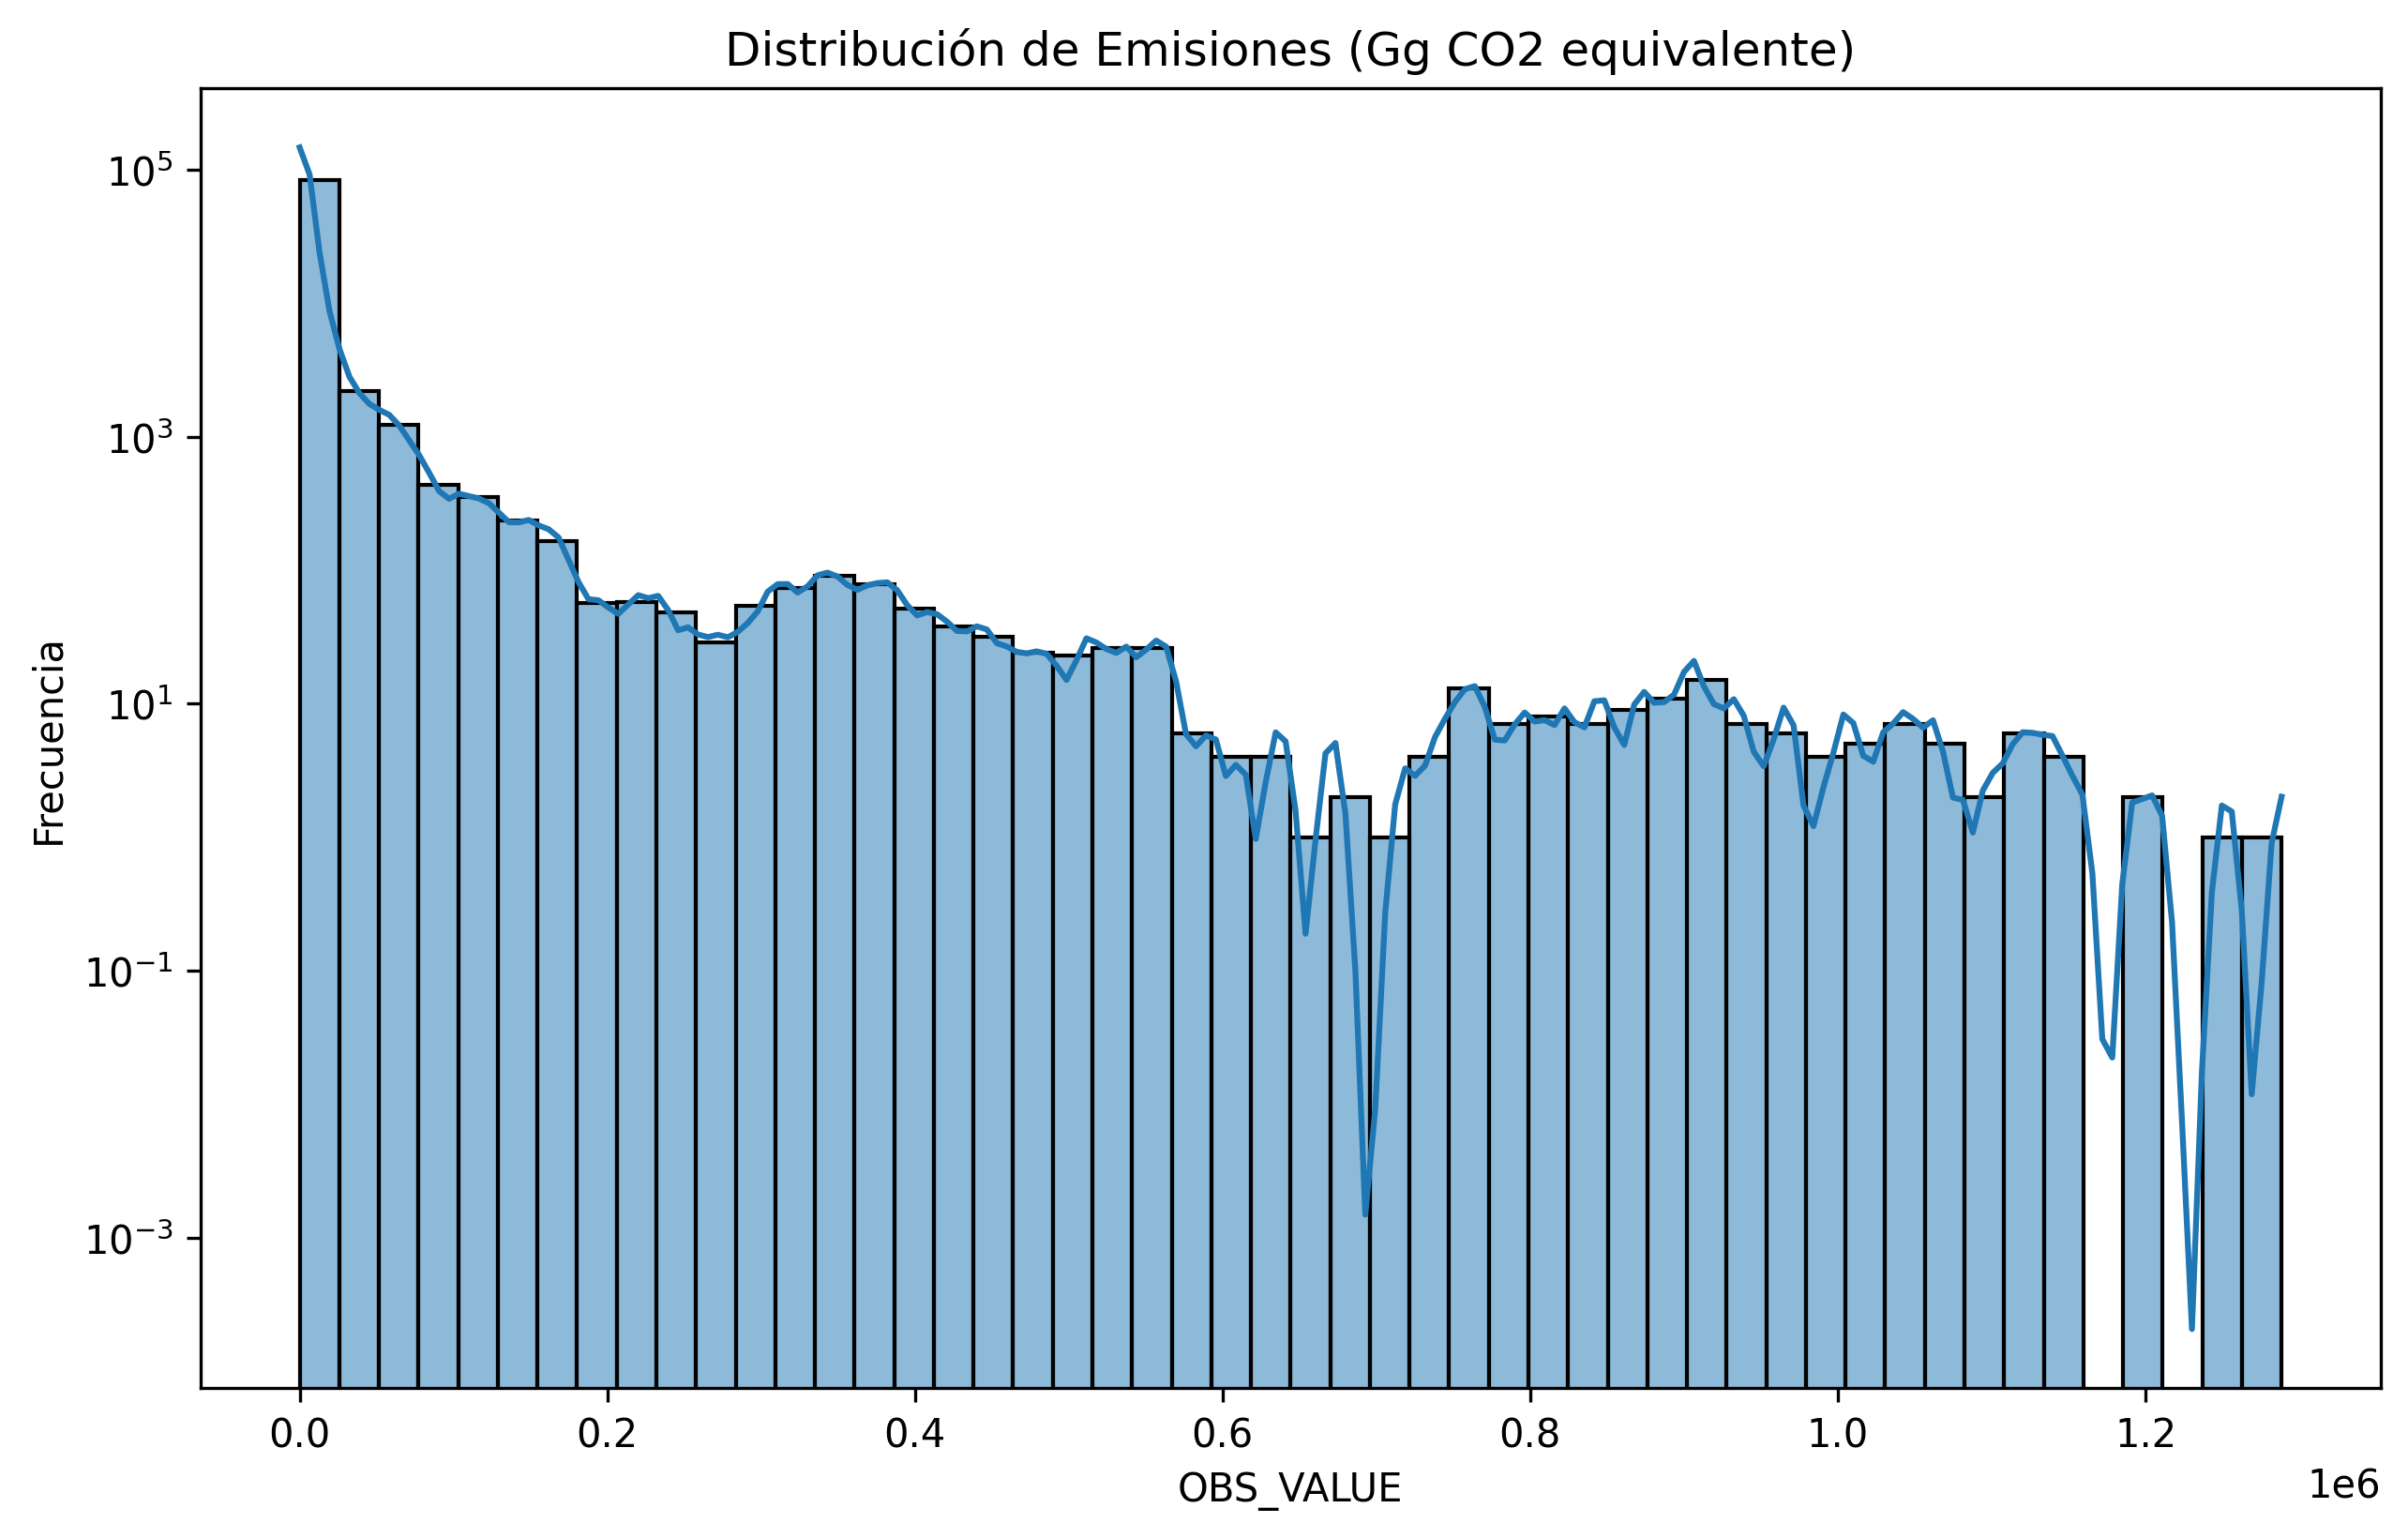 Distribución de Emisiones (Gg CO2 equivalente)
10⁵
10³
10¹
10⁻¹
10⁻³
Frecuencia
0.0 0.2 0.4 0.6 0.8 1.0 1.2
OBS_VALUE
1e6